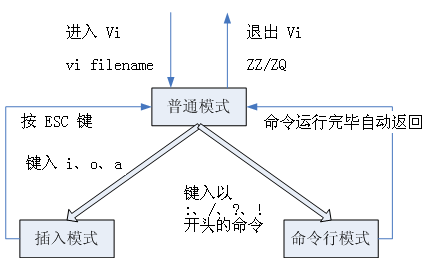 进入 Vi
退出 Vi
vi filename
ZZ/ZQ
普通模式
按 ESC 键
命令运行完毕自动返回
键入 i、o、a
键入以
:、/、?、!
开头的命令
插入模式
命令行模式